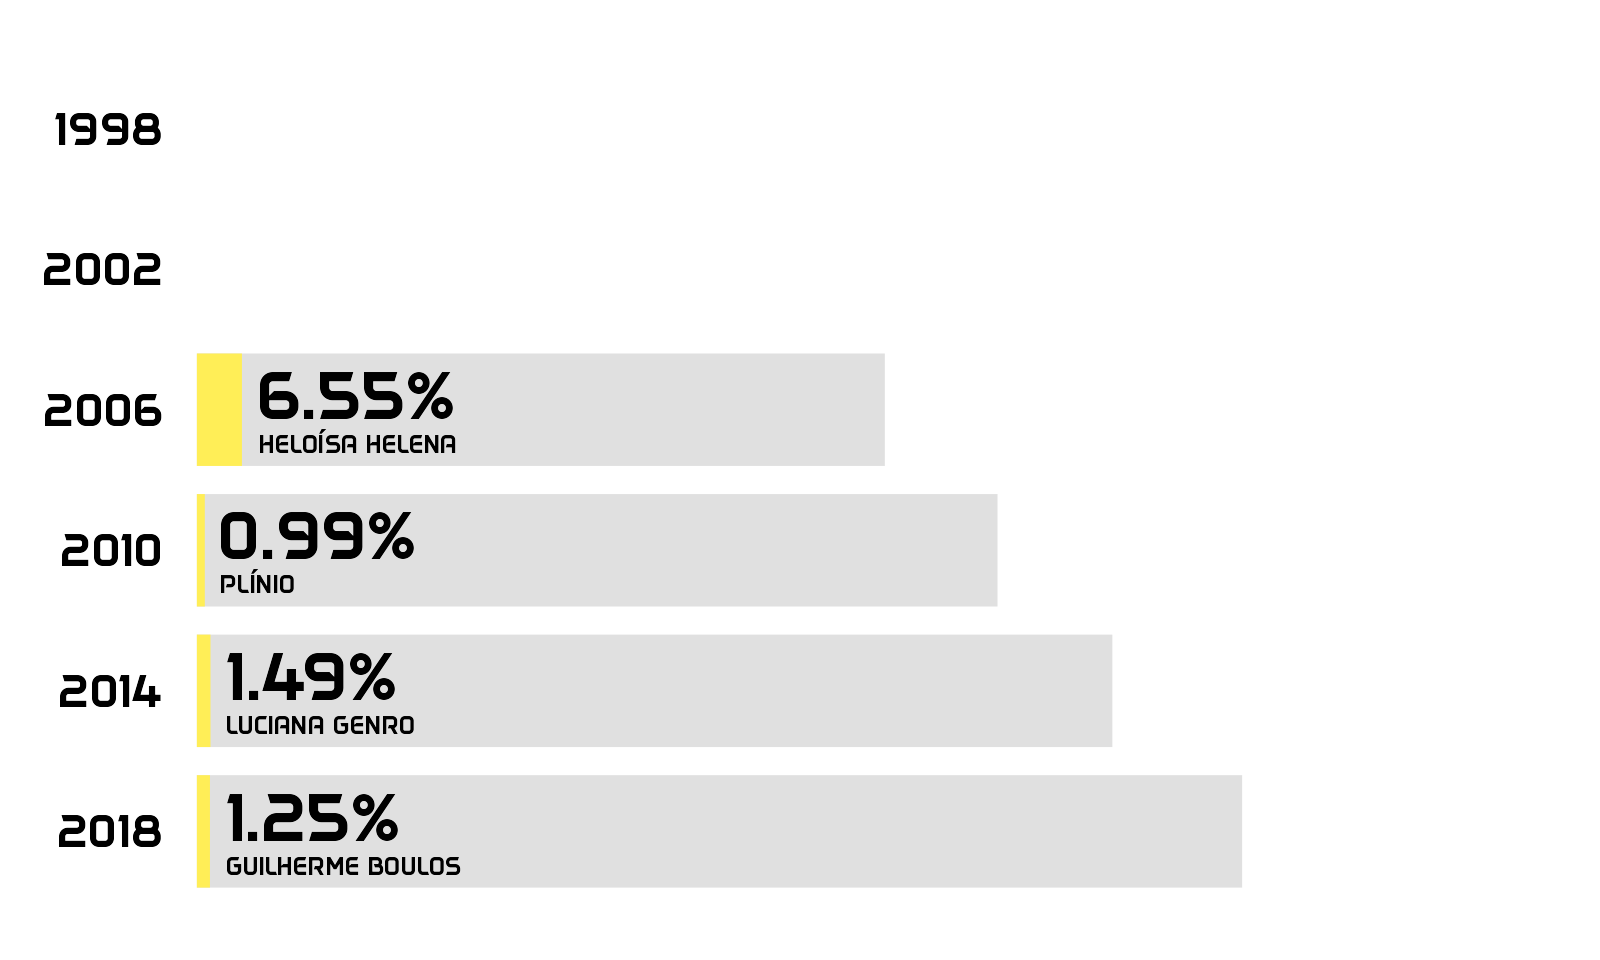 1998
2002
2006
6.55%
HELOÍSA HELENA
2010
0.99%
PLÍNIO
2014
1.49%
LUCIANA GENRO
2018
1.25%
GUILHERME BOULOS